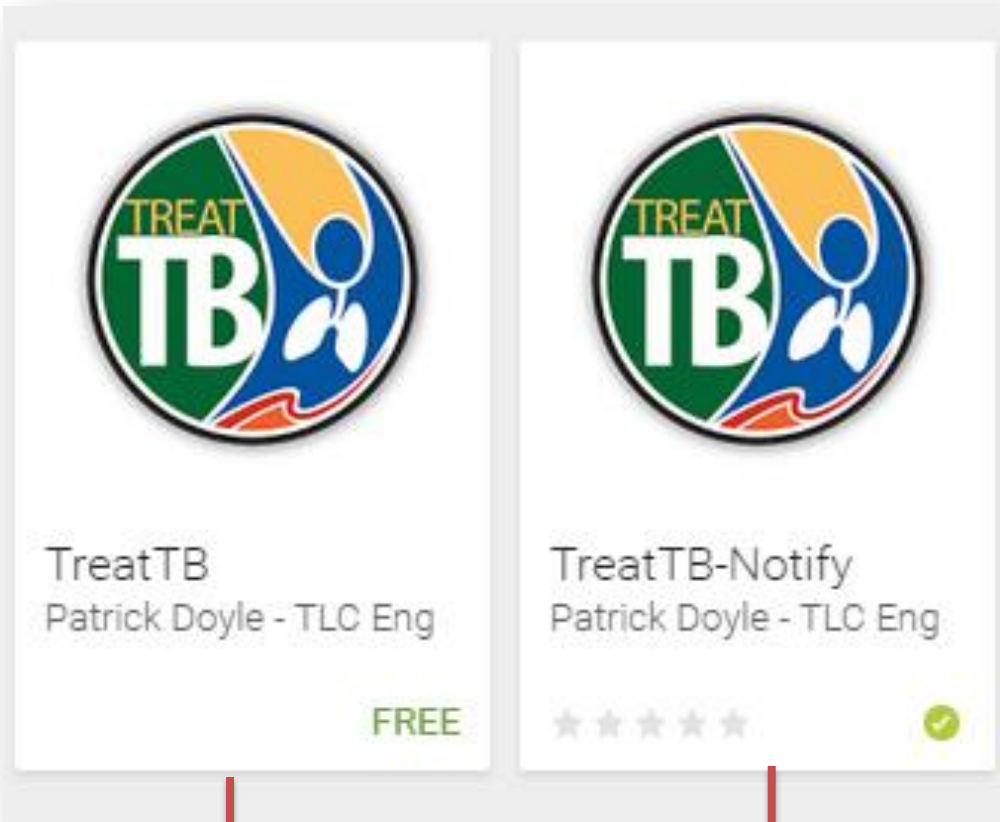 TREAT
TB
TreatTB
Patrick Doyle - TLC Eng
FREE
TREAT
TB
TreatTB-Notify
Patrick Doyle - TLC Eng